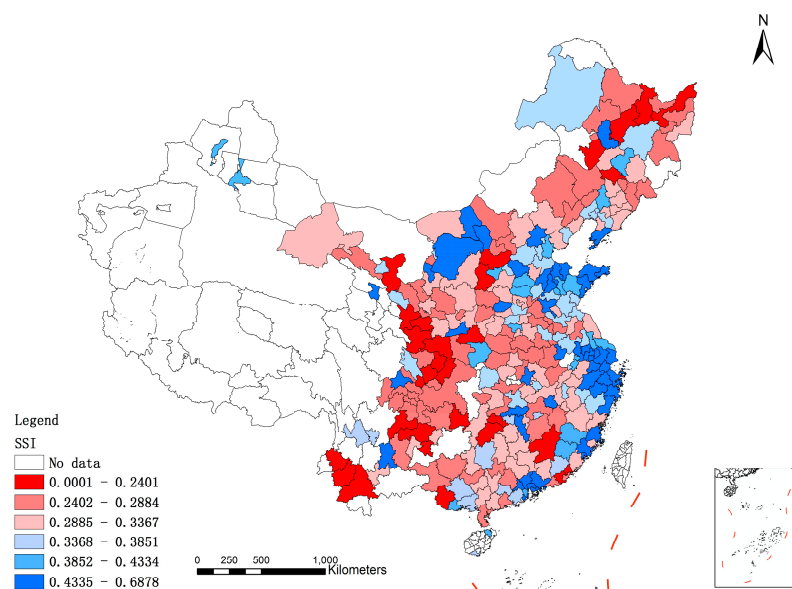 N
Legend
SSI
No data
0.0001 - 0.2401
0.2402 - 0.2884
0.2885 - 0.3367
0.3368 - 0.3851
0.3852 - 0.4334
0.4335 - 0.6878
0 250 500 1,000
Kilometers